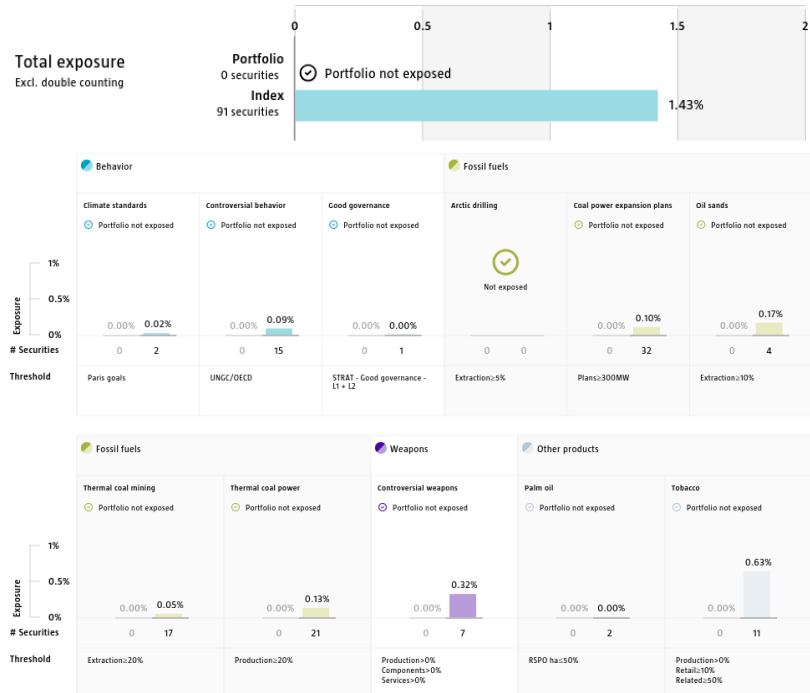 0 0.5 1 1.5 2
Total exposure
Excl. double counting
Portfolio
0 securities
Portfolio not exposed
Index
91 securities
1.43%
Behavior
Fossil fuels
Climate standards
Controversial behavior
Good governance
Arctic drilling
Coal power expansion plans
Oil sands
Portfolio not exposed
Portfolio not exposed
Portfolio not exposed
Portfolio not exposed
Portfolio not exposed
Not exposed
Exposure
1%
0.5%
0%
0.00% 0.02%
0.00% 0.09%
0.00% 0.00%
0.00% 0.10%
0.00% 0.17%
# Securities
0 2
0 15
0 1
0 0
0 32
0 4
Threshold
Paris goals
UNGC/OECD
STRAT - Good governance -
L1 + L2
Extraction≥5%
Plans≥300MW
Extraction≥10%
Fossil fuels
Weapons
Other products
Thermal coal mining
Thermal coal power
Controversial weapons
Palm oil
Tobacco
Portfolio not exposed
Portfolio not exposed
Portfolio not exposed
Portfolio not exposed
Portfolio not exposed
Exposure
1%
0.5%
0%
0.00% 0.05%
0.00% 0.13%
0.00% 0.32%
0.00% 0.00%
0.00% 0.63%
# Securities
0 17
0 21
0 7
0 2
0 11
Threshold
Extraction≥20%
Production≥20%
Production>0%
Components>0%
Services>0%
RSPO ha≤50%
Production>0%
Retail≥10%
Related≥50%